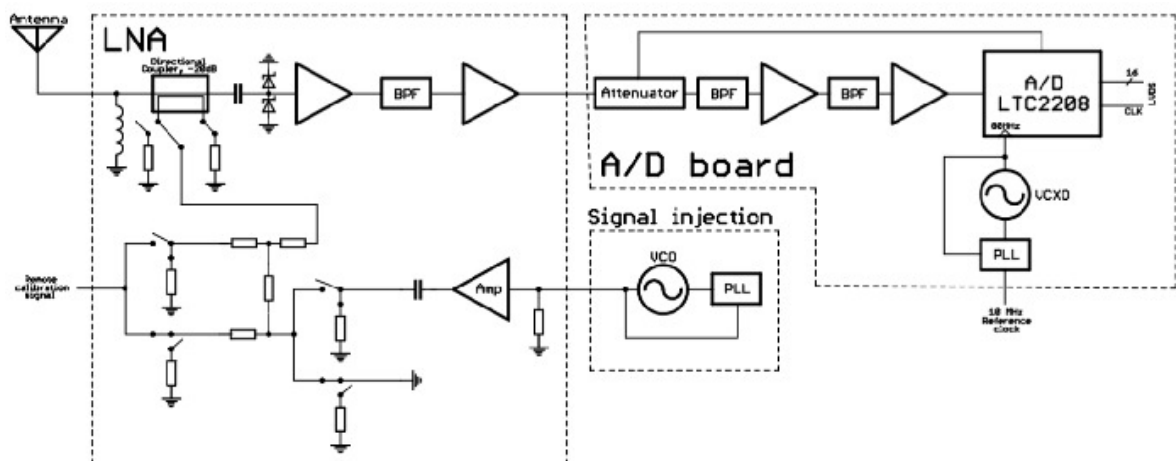 Antenna
LNA
Directional
Coupler, -20dB
BPF
Attenuator
BPF
BPF
A/D
LTC2208
80MHz
16
LVDS
CLK
A/D board
VCXO
PLL
10 MHz
Reference
clock
Signal injection
VCO
PLL
Amp
Remote
calibration
signal